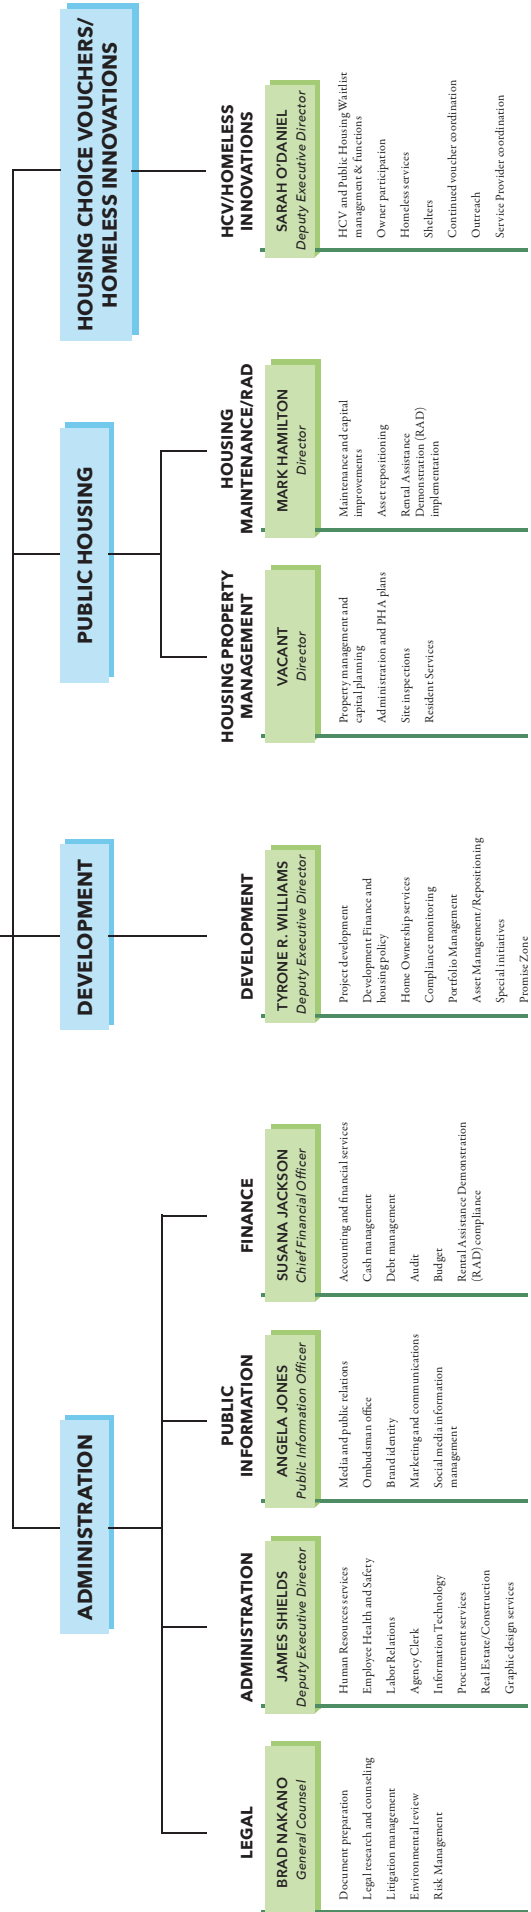 ADMINISTRATION
DEVELOPMENT
PUBLIC HOUSING
HOUSING CHOICE VOUCHERS/
HOMELESS INNOVATIONS
LEGAL
BRAD NAKANO
General Counsel
Document preparation
Legal research and counseling
Litigation management
Environmental review
Risk Management
ADMINISTRATION
JAMES SHIELDS
Deputy Executive Director
Human Resources services
Employee Health and Safety
Labor Relations
Agency Clerk
Information Technology
Procurement services
Real Estate/Construction
Graphic design services
PUBLIC
INFORMATION
ANGELA JONES
Public Information Officer
Media and public relations
Ombudsman office
Brand identity
Marketing and communications
Social media information
management
FINANCE
SUSANA JACKSON
Chief Financial Officer
Accounting and financial services
Cash management
Debt management
Audit
Budget
Rental Assistance Demonstration
(RAD) compliance
DEVELOPMENT
TYRONE R. WILLIAMS
Deputy Executive Director
Project development
Development Finance and
housing policy
Home Ownership services
Compliance monitoring
Portfolio Management
Asset Management/Repositioning
Special initiatives
Promise Zone
HOUSING PROPERTY
MANAGEMENT
VACANT
Director
Property management and
capital planning
Administration and PHA plans
Site inspections
Resident Services
HOUSING
MAINTENANCE/RAD
MARK HAMILTON
Director
Maintenance and capital
improvements
Asset repositioning
Rental Assistance
Demonstration (RAD)
implementation
HCV/HOMELESS
INNOVATIONS
SARAH O'DANIEL
Deputy Executive Director
HCV and Public Housing Waitlist
management & functions
Owner participation
Homeless services
Shelters
Continued voucher coordination
Outreach
Service Provider coordination